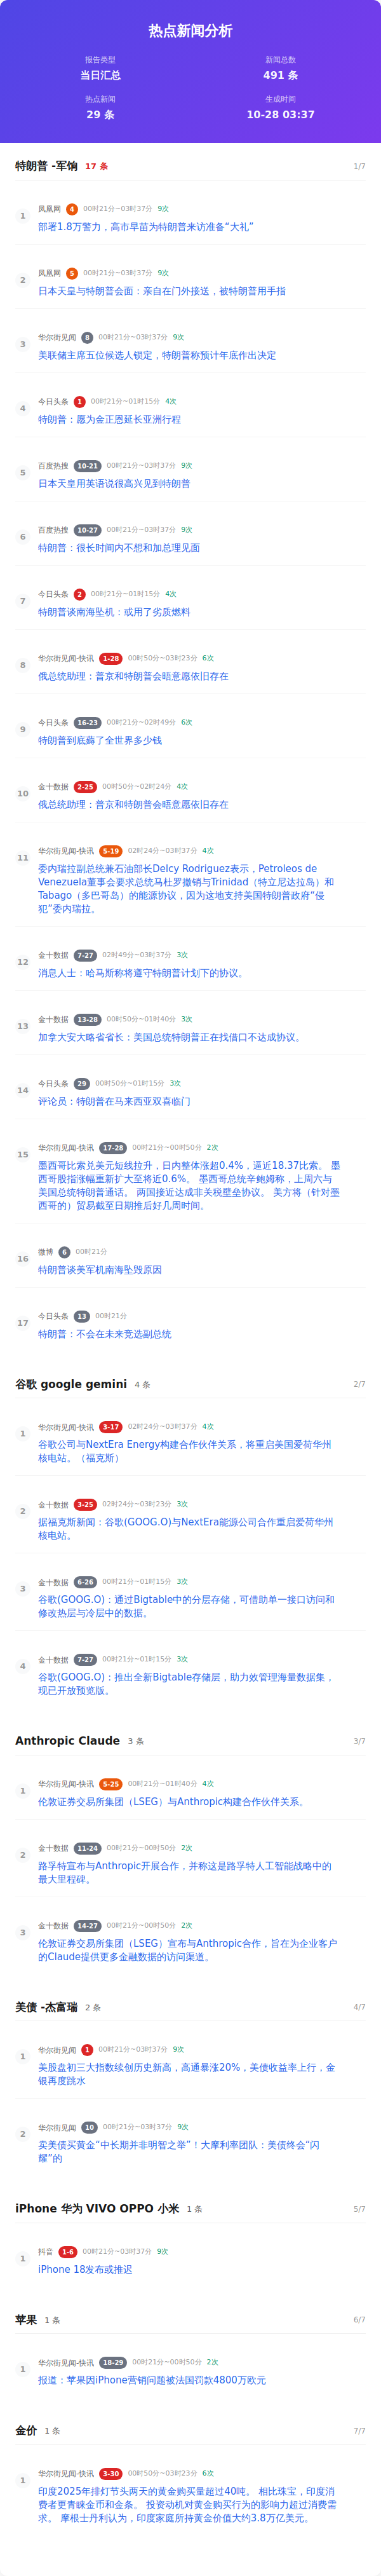 热点新闻分析
报告类型
新闻总数
当日汇总
491 条
热点新闻
生成时间
29 条
10-28 03:37
特朗普 -军饷 17 条 1/7
1
凤凰网 4 00时21分~03时37分 9次
部署1.8万警力，高市早苗为特朗普来访准备“大礼”
2
凤凰网 5 00时21分~03时37分 9次
日本天皇与特朗普会面：亲自在门外接送，被特朗普用手指
3
华尔街见闻 8 00时21分~03时37分 9次
美联储主席五位候选人锁定，特朗普称预计年底作出决定
4
今日头条 1 00时21分~01时15分 4次
特朗普：愿为金正恩延长亚洲行程
5
百度热搜 10-21 00时21分~03时37分 9次
日本天皇用英语说很高兴见到特朗普
6
百度热搜 10-27 00时21分~03时37分 9次
特朗普：很长时间内不想和加总理见面
7
今日头条 2 00时21分~01时15分 4次
特朗普谈南海坠机：或用了劣质燃料
8
华尔街见闻-快讯 1-28 00时50分~03时23分 6次
俄总统助理：普京和特朗普会晤意愿依旧存在
9
今日头条 16-23 00时21分~02时49分 6次
特朗普到底薅了全世界多少钱
10
金十数据 2-25 00时50分~02时24分 4次
俄总统助理：普京和特朗普会晤意愿依旧存在
11
华尔街见闻-快讯 5-19 02时24分~03时37分 4次
委内瑞拉副总统兼石油部长Delcy Rodriguez表示，Petroleos de
Venezuela董事会要求总统马杜罗撤销与Trinidad（特立尼达拉岛）和
Tabago（多巴哥岛）的能源协议，因为这地支持美国特朗普政府“侵
犯”委内瑞拉。
12
金十数据 7-27 02时49分~03时37分 3次
消息人士：哈马斯称将遵守特朗普计划下的协议。
13
金十数据 13-28 00时50分~01时40分 3次
加拿大安大略省省长：美国总统特朗普正在找借口不达成协议。
14
今日头条 29 00时50分~01时15分 3次
评论员：特朗普在马来西亚双喜临门
15
华尔街见闻-快讯 17-28 00时21分~00时50分 2次
墨西哥比索兑美元短线拉升，日内整体涨超0.4%，逼近18.37比索。 墨
西哥股指涨幅重新扩大至将近0.6%。 墨西哥总统辛鲍姆称，上周六与
美国总统特朗普通话。 两国接近达成非关税壁垒协议。 美方将（针对墨
西哥的）贸易截至日期推后好几周时间。
16
微博 6 00时21分
特朗普谈美军机南海坠毁原因
17
今日头条 13 00时21分
特朗普：不会在未来竞选副总统
谷歌 google gemini 4 条 2/7
1
华尔街见闻-快讯 3-17 02时24分~03时37分 4次
谷歌公司与NextEra Energy构建合作伙伴关系，将重启美国爱荷华州
核电站。（福克斯）
2
金十数据 3-25 02时24分~03时23分 3次
据福克斯新闻：谷歌(GOOG.O)与NextEra能源公司合作重启爱荷华州
核电站。
3
金十数据 6-26 00时21分~01时15分 3次
谷歌(GOOG.O)：通过Bigtable中的分层存储，可借助单一接口访问和
修改热层与冷层中的数据。
4
金十数据 7-27 00时21分~01时15分 3次
谷歌(GOOG.O)：推出全新Bigtable存储层，助力效管理海量数据集，
现已开放预览版。
Anthropic Claude 3 条 3/7
1
华尔街见闻-快讯 5-25 00时21分~01时40分 4次
伦敦证券交易所集团（LSEG）与Anthropic构建合作伙伴关系。
2
金十数据 11-24 00时21分~00时50分 2次
路孚特宣布与Anthropic开展合作，并称这是路孚特人工智能战略中的
最大里程碑。
3
金十数据 14-27 00时21分~00时50分 2次
伦敦证券交易所集团（LSEG）宣布与Anthropic合作，旨在为企业客户
的Claude提供更多金融数据的访问渠道。
美债 -杰富瑞 2 条 4/7
1
华尔街见闻 1 00时21分~03时37分 9次
美股盘初三大指数续创历史新高，高通暴涨20%，美债收益率上行，金
银再度跳水
2
华尔街见闻 10 00时21分~03时37分 9次
卖美债买黄金“中长期并非明智之举”！大摩利率团队：美债终会“闪
耀”的
iPhone 华为 VIVO OPPO 小米 1 条 5/7
1
抖音 1-6 00时21分~03时37分 9次
iPhone 18发布或推迟
苹果 1 条 6/7
1
华尔街见闻-快讯 18-29 00时21分~00时50分 2次
报道：苹果因iPhone营销问题被法国罚款4800万欧元
金价 1 条 7/7
1
华尔街见闻-快讯 3-30 00时50分~03时23分 6次
印度2025年排灯节头两天的黄金购买量超过40吨。 相比珠宝，印度消
费者更青睐金币和金条。 投资动机对黄金购买行为的影响力超过消费需
求。 摩根士丹利认为，印度家庭所持黄金价值大约3.8万亿美元。